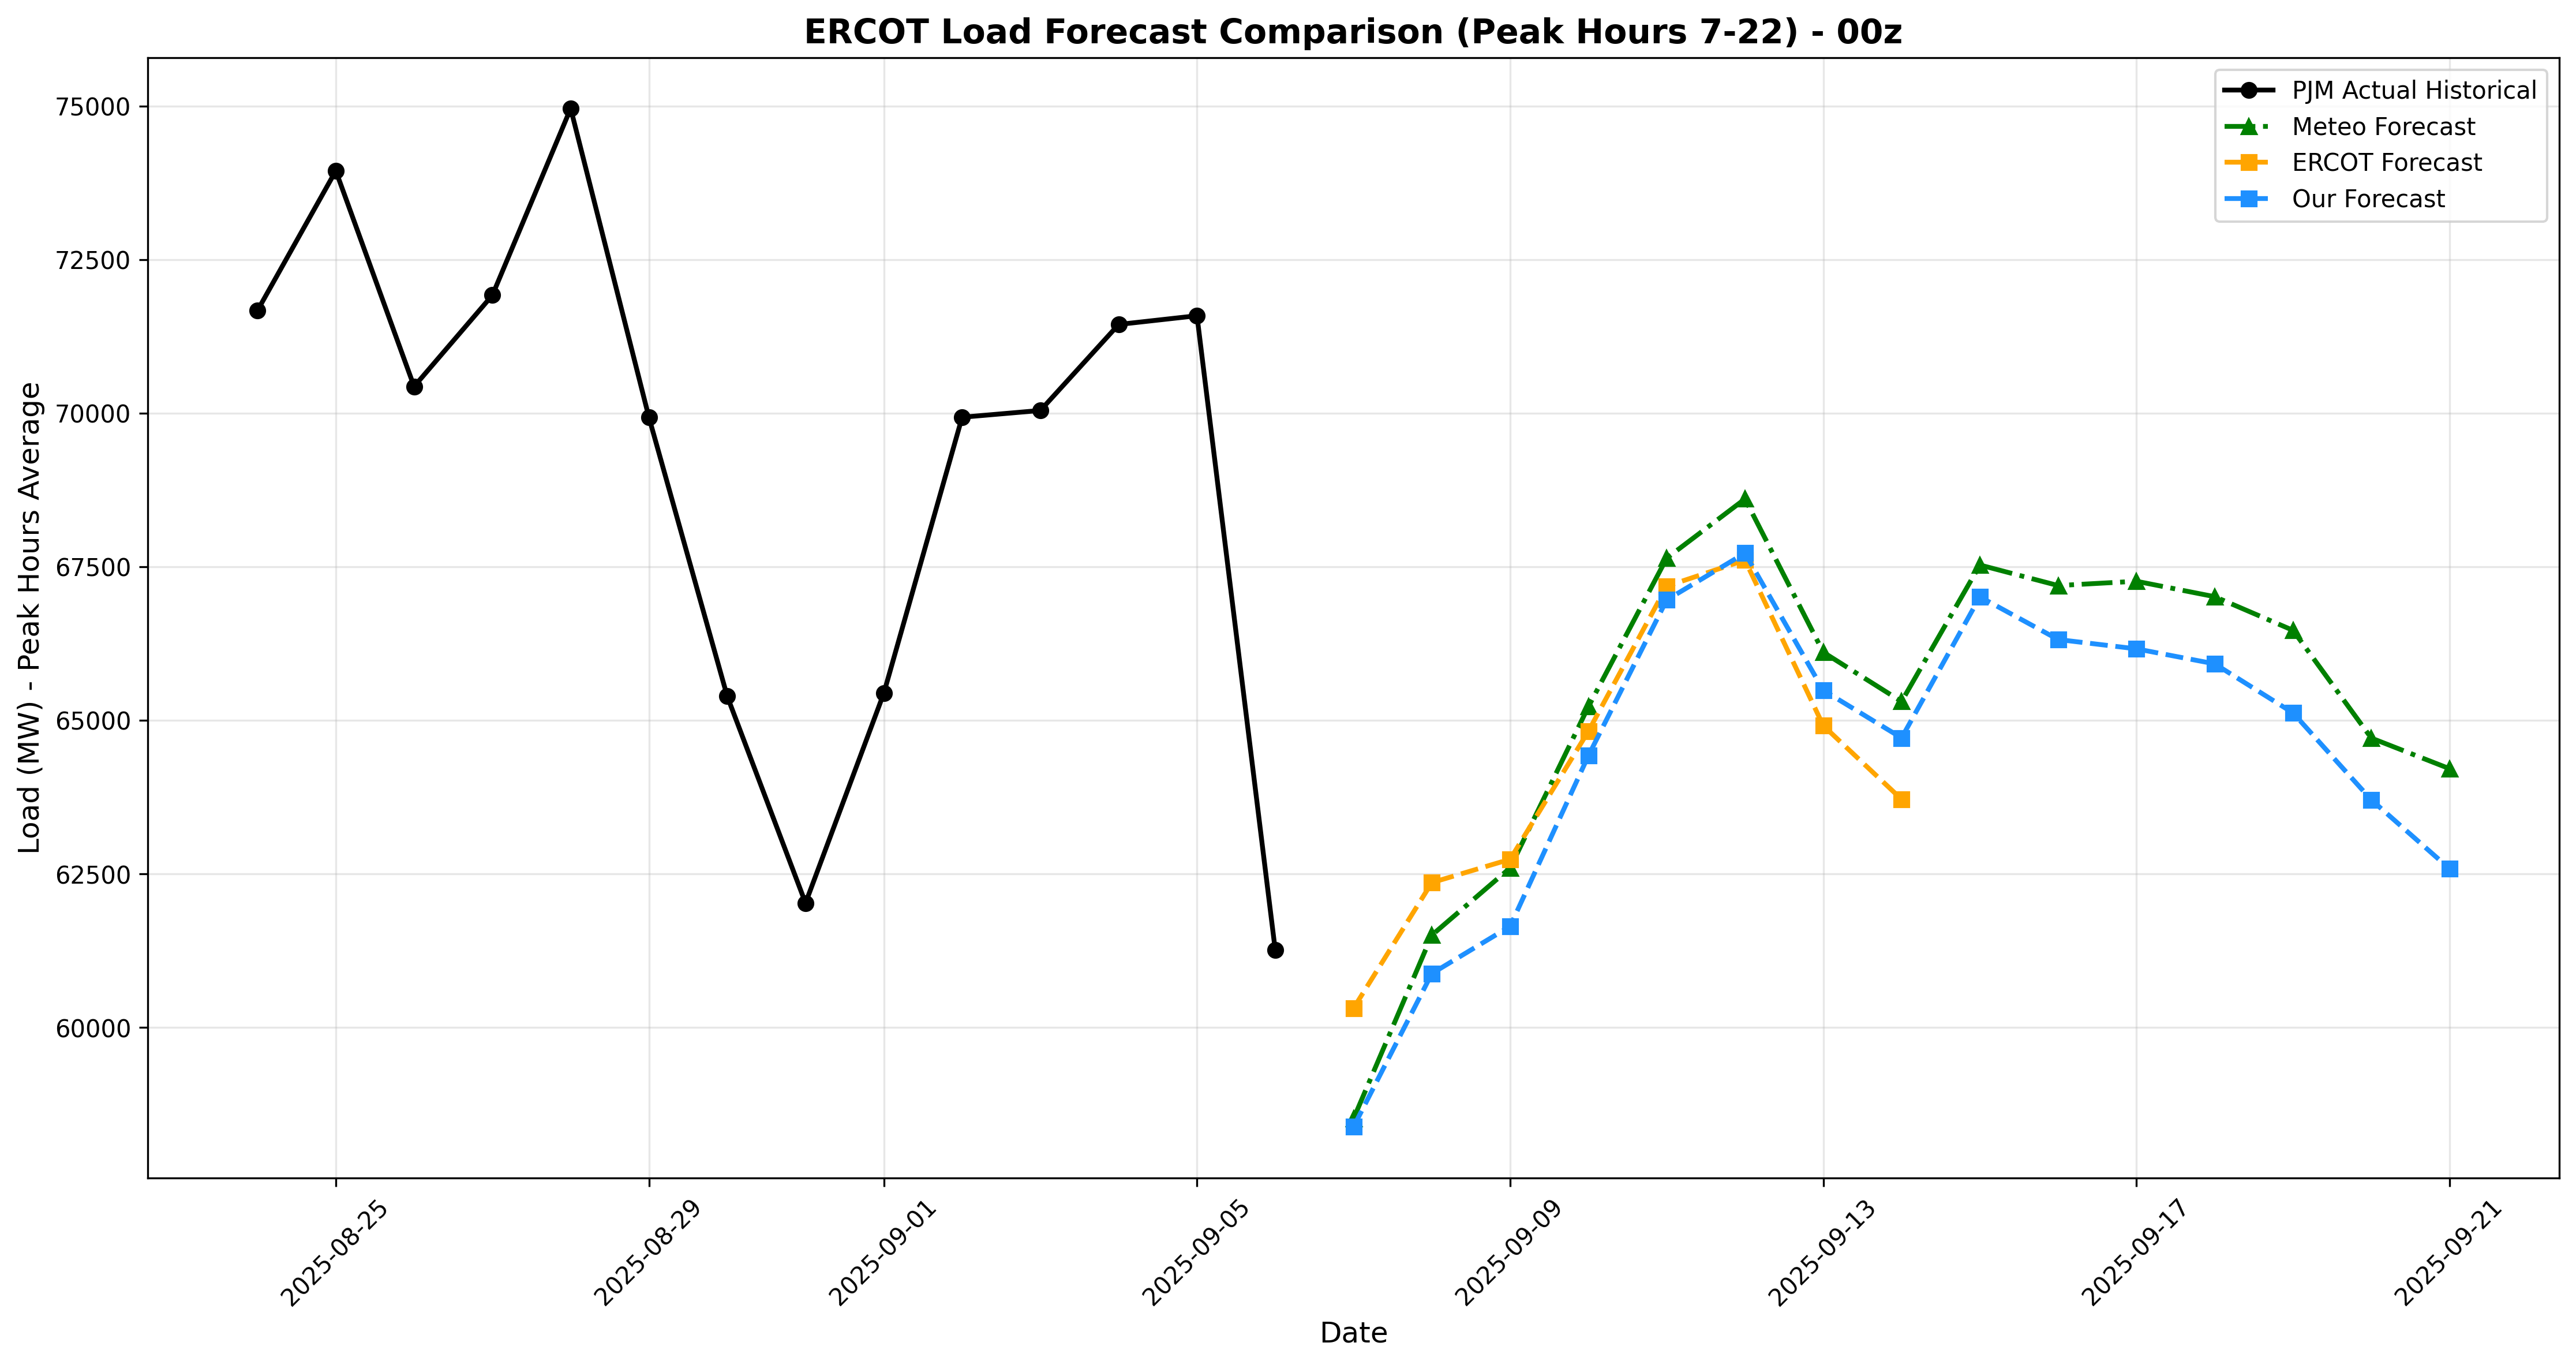 ERCOT Load Forecast Comparison (Peak Hours 7-22) - 00z
PJM Actual Historical
Meteo Forecast
ERCOT Forecast
Our Forecast
Load (MW) - Peak Hours Average
75000
72500
70000
67500
65000
62500
60000
2025-08-25
2025-08-29
2025-09-01
2025-09-05
2025-09-09
2025-09-13
2025-09-17
2025-09-21
Date